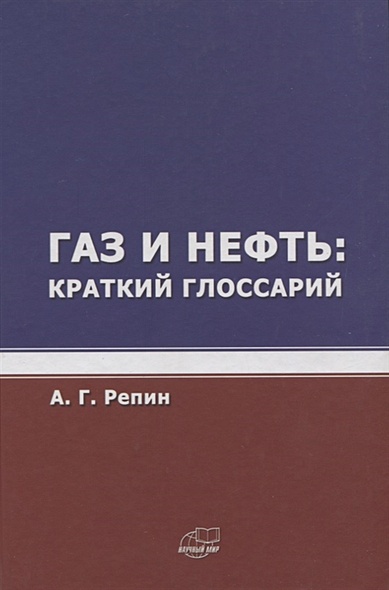 ГАЗ И НЕФТЬ:
КРАТКИЙ ГЛОССАРИЙ
А. Г. Репин
НАУЧНЫЙ МИР